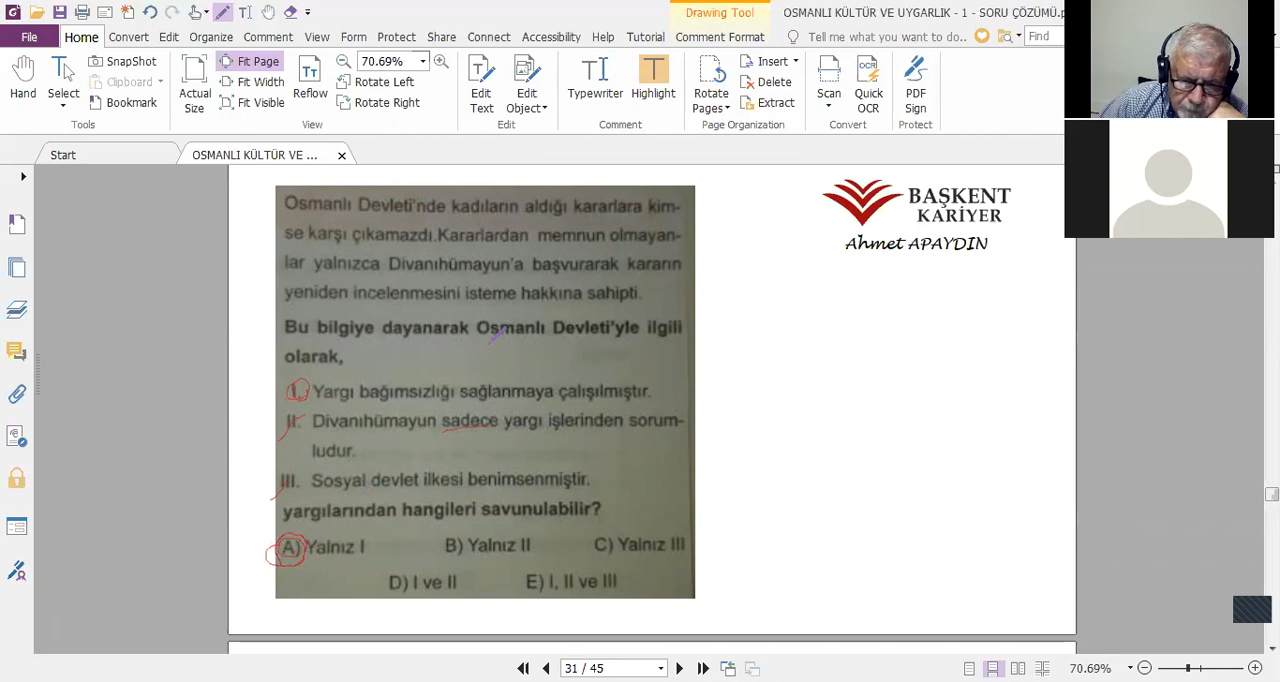 OSMANLI KÜLTÜR VE UYGARLIK - 1 - SORU ÇÖZÜMÜ.p
Drawing Tool
File Home Convert Edit Organize Comment View Form Protect Share Connect Accessibility Help Tutorial Comment Format Tell me what you want to do.. Find
Hand
Select
SnapShot
Clipboard
Bookmark
Tools
Actual Size
Fit Page
Fit Width
Fit Visible
Reflow
70.69%
Rotate Left
Rotate Right
View
Edit Text
Edit Object
Edit
Typewriter
Highlight
Comment
Rotate Pages
Insert
Delete
Extract
Page Organization
Scan
Quick OCR
Convert
PDF Sign
Protect
Start
OSMANLI KÜLTÜR VE ...
BAŞKENT
KARİYER
Ahmet APAYDIN
Osmanlı Devleti'nde kadıların aldığı kararlara kim-
se karşı çıkamazdı.Kararlardan memnun olmayan-
lar yalnızca Divanıhümayun'a başvurarak kararın
yeniden incelenmesini isteme hakkına sahipti.
Bu bilgiye dayanarak Osmanlı Devleti'yle ilgili
olarak,
I. Yargı bağımsızlığı sağlanmaya çalışılmıştır.
II. Divanıhümayun sadece yargı işlerinden sorum-
ludur.
III. Sosyal devlet ilkesi benimsenmiştir.
yargılarından hangileri savunulabilir?
A) Yalnız I B) Yalnız II C) Yalnız III
D) I ve II E) I, II ve III
31 / 45
70.69%